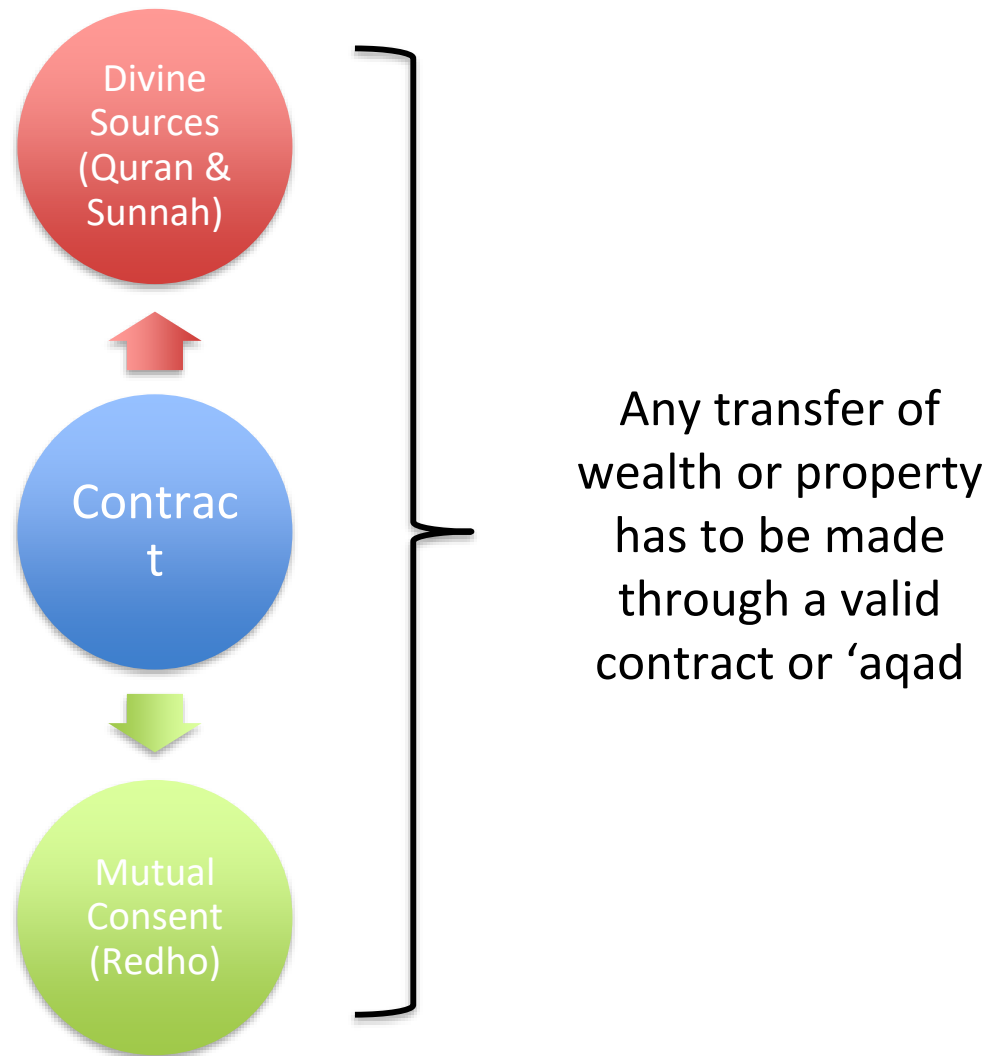 Divine
Sources
(Quran &
Sunnah)
Contrac
t
Mutual
Consent
(Redho)
Any transfer of
wealth or property
has to be made
through a valid
contract or ‘aqad